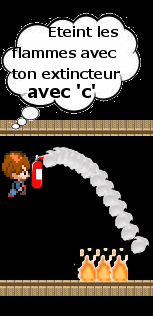 Eteint les
flammes avec
ton extincteur
avec 'c'